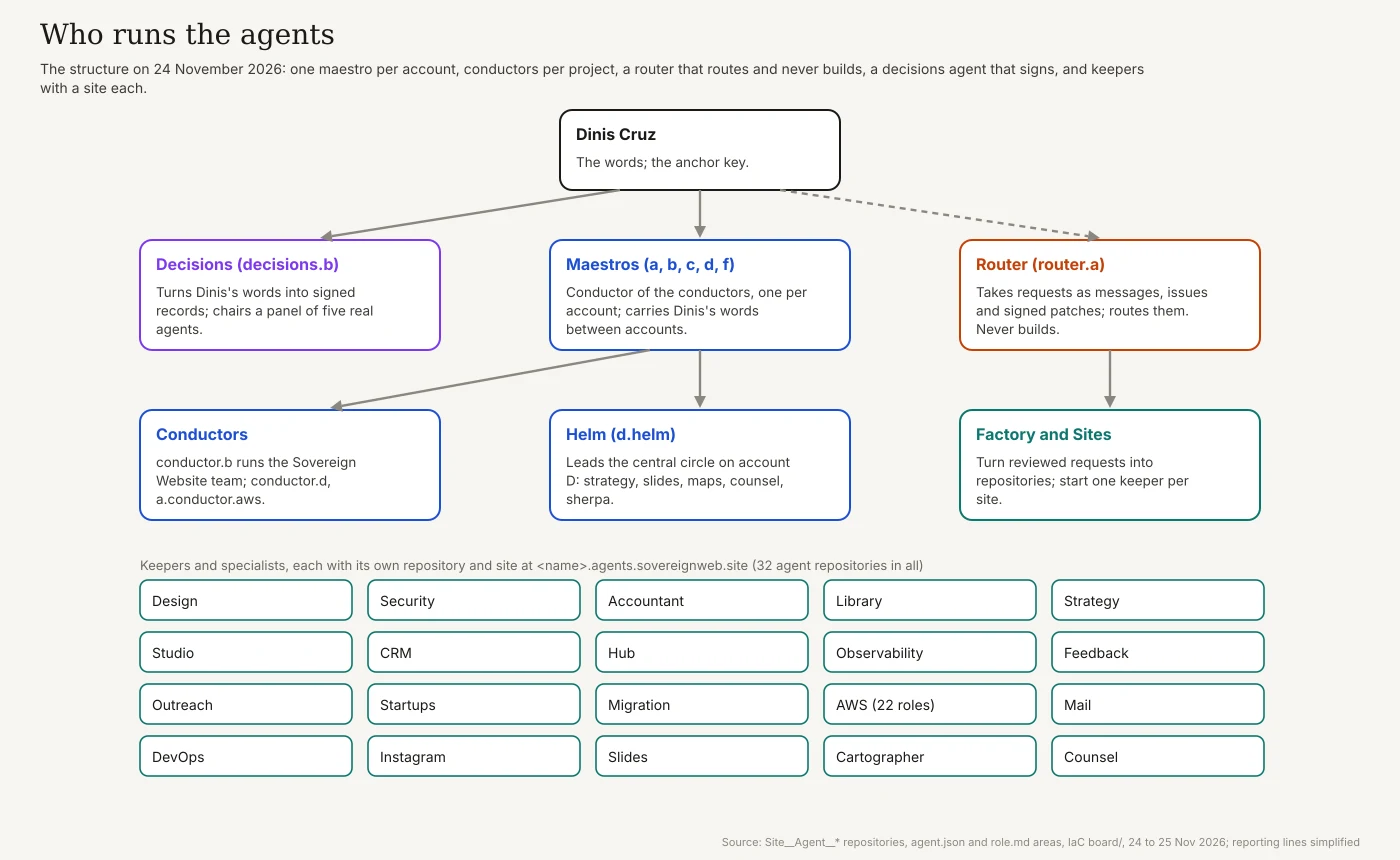 Who runs the agents
The structure on 24 November 2026: one maestro per account, conductors per project, a router that routes and never builds, a decisions agent that signs, and keepers
with a site each.
Dinis Cruz
The words; the anchor key.
Decisions (decisions.b)
Turns Dinis's words into signed
records; chairs a panel of five real
agents.
Maestros (a, b, c, d, f)
Conductor of the conductors, one per
account; carries Dinis's words
between accounts.
Router (router.a)
Takes requests as messages, issues
and signed patches; routes them.
Never builds.
Conductors
conductor.b runs the Sovereign
Website team; conductor.d,
a.conductor.aws.
Helm (d.helm)
Leads the central circle on account
D: strategy, slides, maps, counsel,
sherpa.
Factory and Sites
Turn reviewed requests into
repositories; start one keeper per
site.
Keepers and specialists, each with its own repository and site at <name>.agents.sovereignweb.site (32 agent repositories in all)
Design
Security
Accountant
Library
Strategy
Studio
CRM
Hub
Observability
Feedback
Outreach
Startups
Migration
AWS (22 roles)
Mail
DevOps
Instagram
Slides
Cartographer
Counsel
Source: Site__Agent__* repositories, agent.json and role.md areas, IaC board/, 24 to 25 Nov 2026; reporting lines simplified